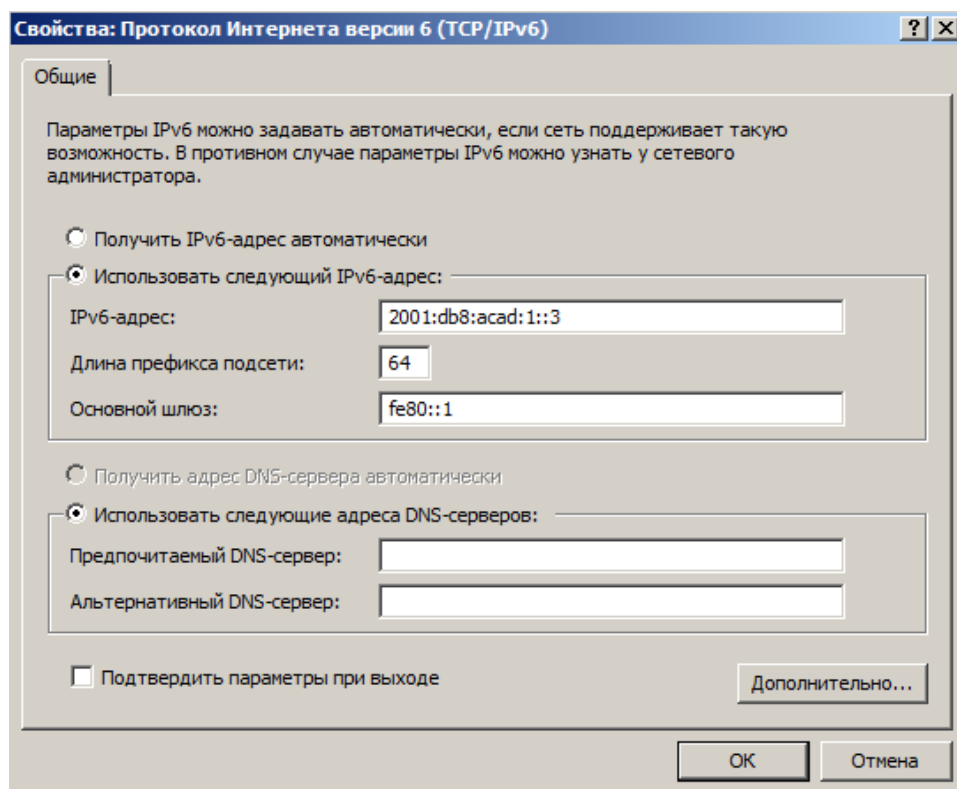 Свойства: Протокол Интернета версии 6 (TCP/IPv6)
Общие
Параметры IPv6 можно задавать автоматически, если сеть поддерживает такую
возможность. В противном случае параметры IPv6 можно узнать у сетевого
администратора.
Получить IPv6-адрес автоматически
Использовать следующий IPv6-адрес:
IPv6-адрес: 2001:db8:acad:1::3
Длина префикса подсети: 64
Основной шлюз: fe80::1
Получить адрес DNS-сервера автоматически
Использовать следующие адреса DNS-серверов:
Предпочитаемый DNS-сервер:
Альтернативный DNS-сервер:
Подтвердить параметры при выходе
Дополнительно...
ОК Отмена